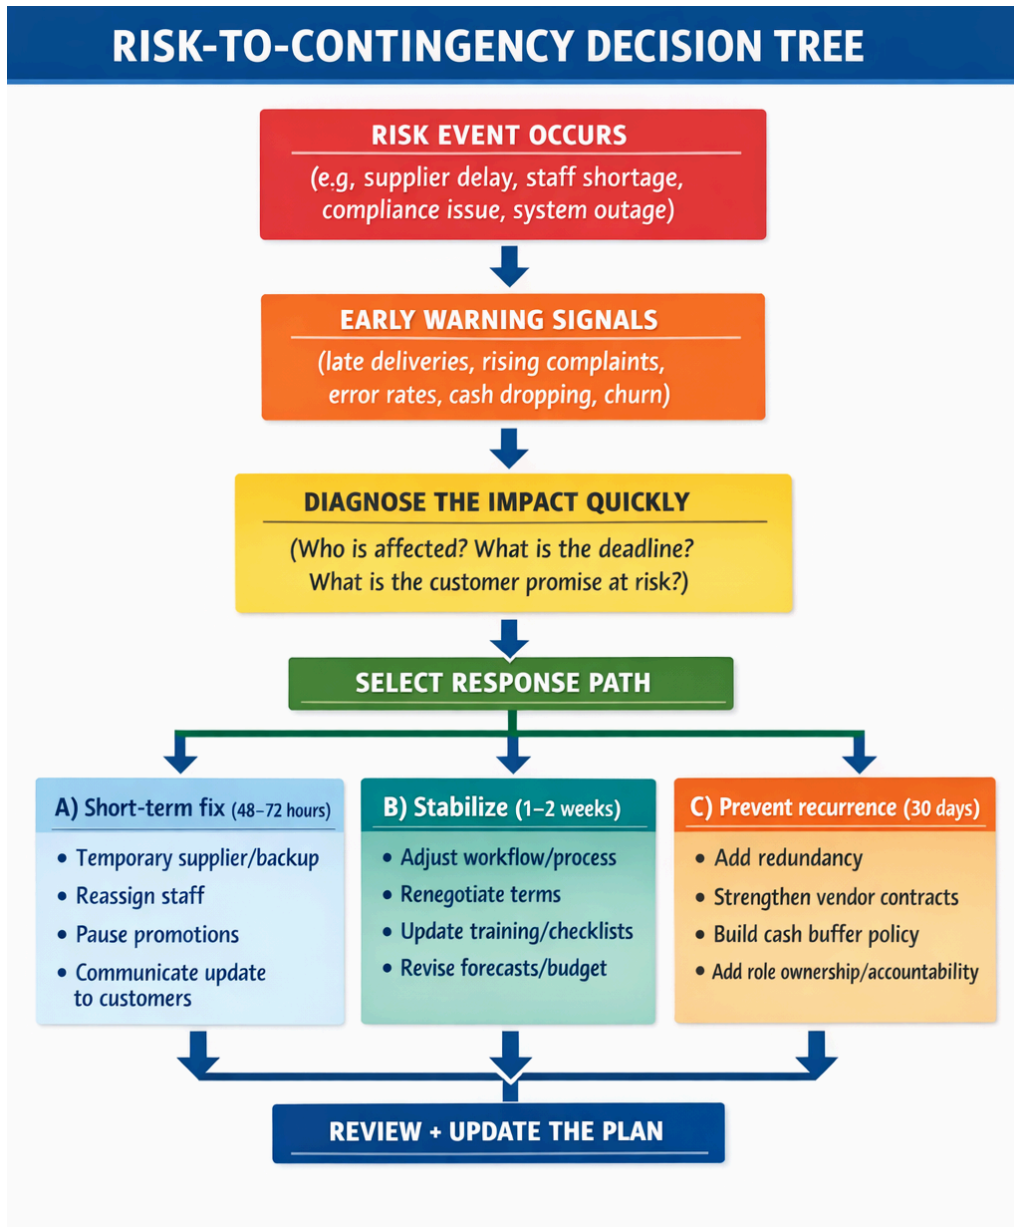 RISK-TO-CONTINGENCY DECISION TREE
RISK EVENT OCCURS
(e.g, supplier delay, staff shortage,
compliance issue, system outage)
EARLY WARNING SIGNALS
(late deliveries, rising complaints,
error rates, cash dropping, churn)
DIAGNOSE THE IMPACT QUICKLY
(Who is affected? What is the deadline?
What is the customer promise at risk?)
SELECT RESPONSE PATH
A) Short-term fix (48–72 hours)
• Temporary supplier/backup
• Reassign staff
• Pause promotions
• Communicate update
to customers
B) Stabilize (1–2 weeks)
• Adjust workflow/process
• Renegotiate terms
• Update training/checklists
• Revise forecasts/budget
C) Prevent recurrence (30 days)
• Add redundancy
• Strengthen vendor contracts
• Build cash buffer policy
• Add role ownership/accountability
REVIEW + UPDATE THE PLAN